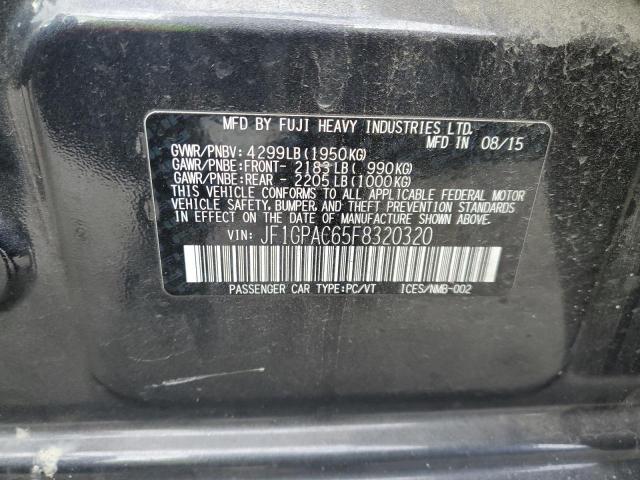 MFD BY FUJI HEAVY INDUSTRIES LTD.
MFD IN 08/15
GVWR/PNBV: 4299LB(1950KG)
GAWR/PNBE:FRONT- 2183LB( 990KG)
GAWR/PNBE:REAR - 2205LB(1000KG)
THIS VEHICLE CONFORMS TO ALL APPLICABLE FEDERAL MOTOR
VEHICLE SAFETY, BUMPER, AND THEFT PREVENTION STANDARDS
IN EFFECT ON THE DATE OF MANUFACTURE SHOWN ABOVE.
VIN: JF1GPAC65F8320320
PASSENGER CAR TYPE:PC/VT ICES/NMB-002